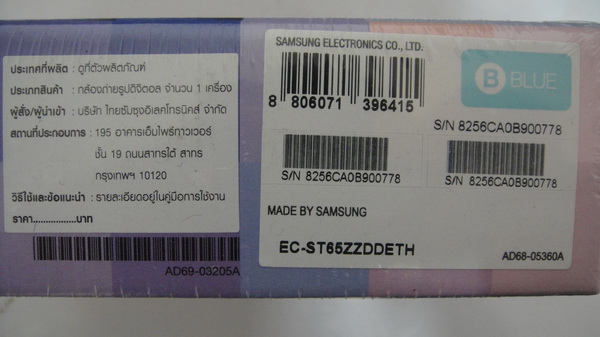 ประเทศที่ผลิต : ดูที่ตัวผลิตภัณฑ์
ประเภทสินค้า : กล้องถ่ายรูปดิจิตอล จำนวน 1 เครื่อง
ผู้สั่ง/ผู้นำเข้า : บริษัท ไทยซัมซุงอิเลคโทรนิคส์ จำกัด
สถานที่ประกอบการ : 195 อาคารเอ็มไพร์ทาวเวอร์
ชั้น 19 ถนนสาทรใต้ สาทร
กรุงเทพฯ 10120
วิธีใช้และข้อแนะนำ : รายละเอียดอยู่ในคู่มือการใช้งาน
ราคา.................บาท
AD69-03205A
SAMSUNG ELECTRONICS CO., LTD.
8 806071 396415
B BLUE
S/N 8256CA0B900778
S/N 8256CA0B900778
S/N 8256CA0B900778
MADE BY SAMSUNG
EC-ST65ZZDDETH
AD68-05360A